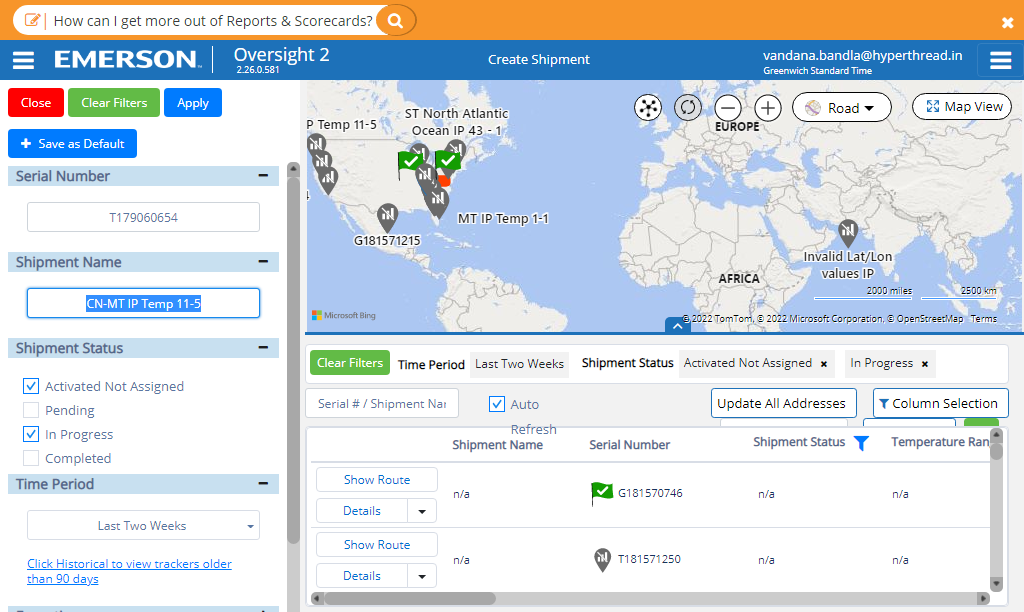 How can I get more out of Reports & Scorecards?
EMERSON
Oversight 2
2.26.0.581
Create Shipment
vandana.bandla@hyperthread.in
Greenwich Standard Time
Close
Clear Filters
Apply
Save as Default
Serial Number
T179060654
Shipment Name
CN-MT IP Temp 11-5
Shipment Status
Activated Not Assigned
Pending
In Progress
Completed
Time Period
Last Two Weeks
Click Historical to view trackers older
than 90 days
P Temp 11-5
ST North Atlantic
Ocean IP 43 - 1
MT IP Temp 1-1
G181571215
EUROPE
Road
Map View
AFRICA
Invalid Lat/Lon
values IP
2000 miles
2500 km
Microsoft Bing
© 2022 TomTom, © 2022 Microsoft Corporation, © OpenStreetMap Terms
Clear Filters
Time Period
Last Two Weeks
Shipment Status
Activated Not Assigned ×
In Progress ×
Serial # / Shipment Nar
Auto
Refresh
Update All Addresses
Column Selection
Shipment Name
Serial Number
Shipment Status
Temperature Ran
Show Route
Details
n/a
G181570746
n/a
n/a
Show Route
Details
n/a
T181571250
n/a
n/a